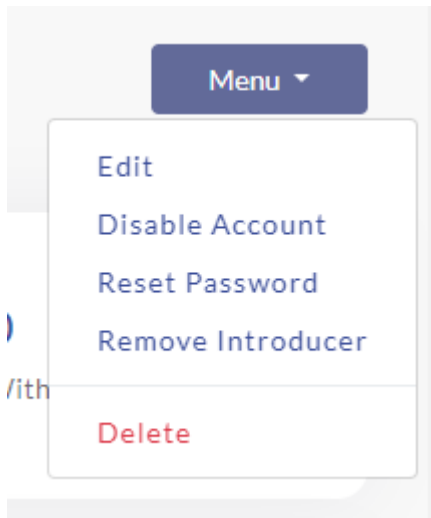 Menu
Edit
Disable Account
Reset Password
Remove Introducer
Delete